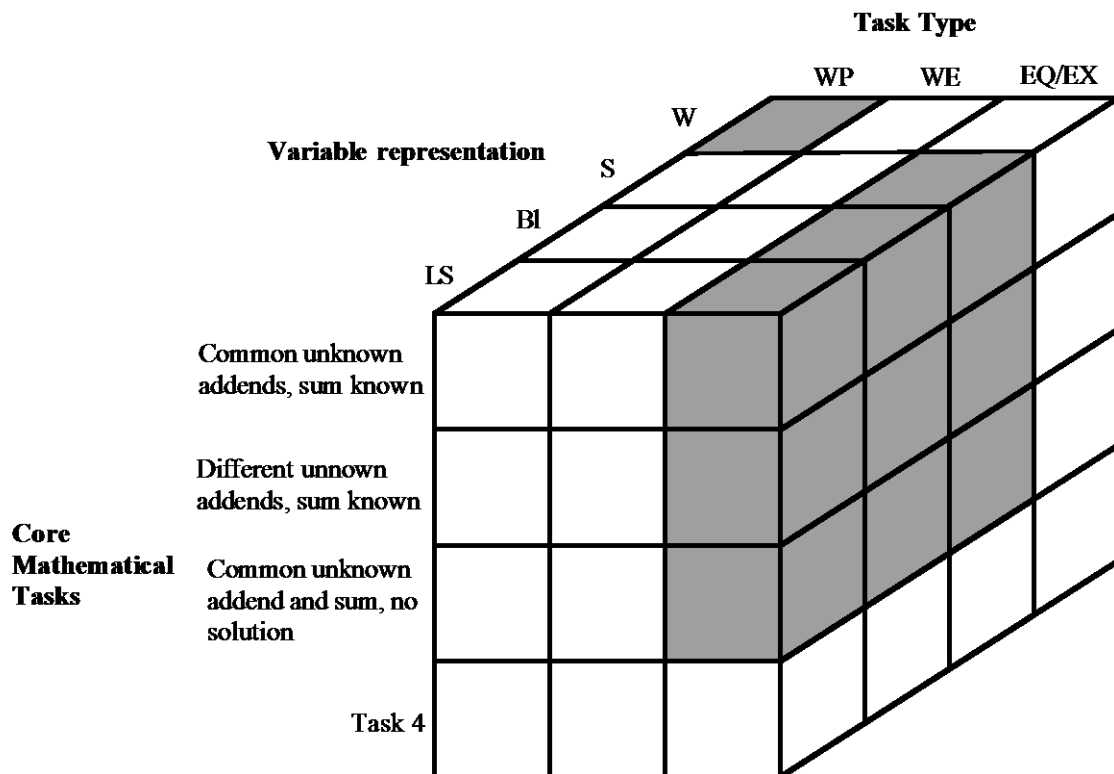 Task Type
WP WE EQ/EX
W
Variable representation
S
Bl
LS
Common unknown
addends, sum known
Different unnown
addends, sum known
Core
Mathematical
Tasks
Common unknown
addend and sum, no
solution
Task 4